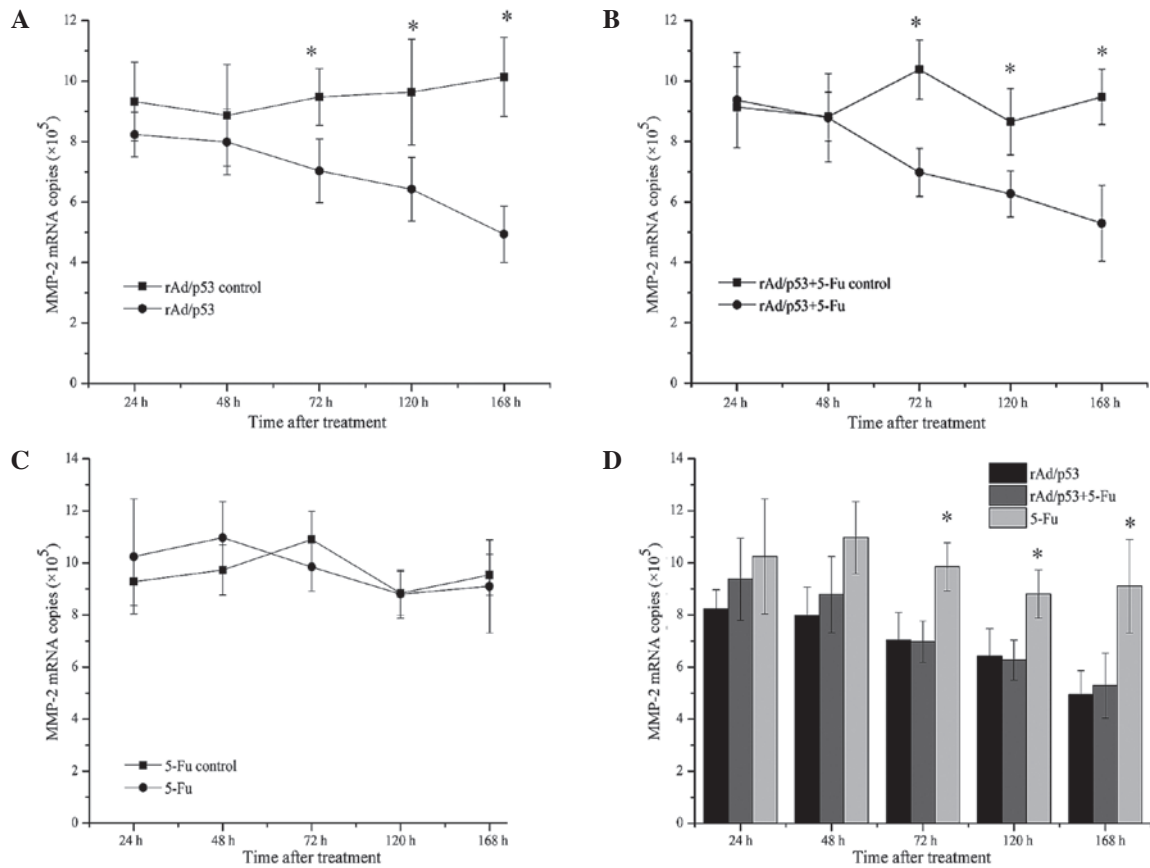 A
12
10
8
6
4
2
0
MMP-2 mRNA copies (×10⁵)
*
*
*
rAd/p53 control
rAd/p53
24 h 48 h 72 h 120 h 168 h
Time after treatment
B
12
10
8
6
4
2
0
MMP-2 mRNA copies (×10⁵)
*
*
*
rAd/p53+5-Fu control
rAd/p53+5-Fu
24 h 48 h 72 h 120 h 168 h
Time after treatment
C
14
12
10
8
6
4
2
0
MMP-2 mRNA copies (×10⁵)
5-Fu control
5-Fu
24 h 48 h 72 h 120 h 168 h
Time after treatment
D
14
12
10
8
6
4
2
0
MMP-2 mRNA copies (×10⁵)
rAd/p53
rAd/p53+5-Fu
5-Fu
*
*
*
24 h 48 h 72 h 120 h 168 h
Time after treatment